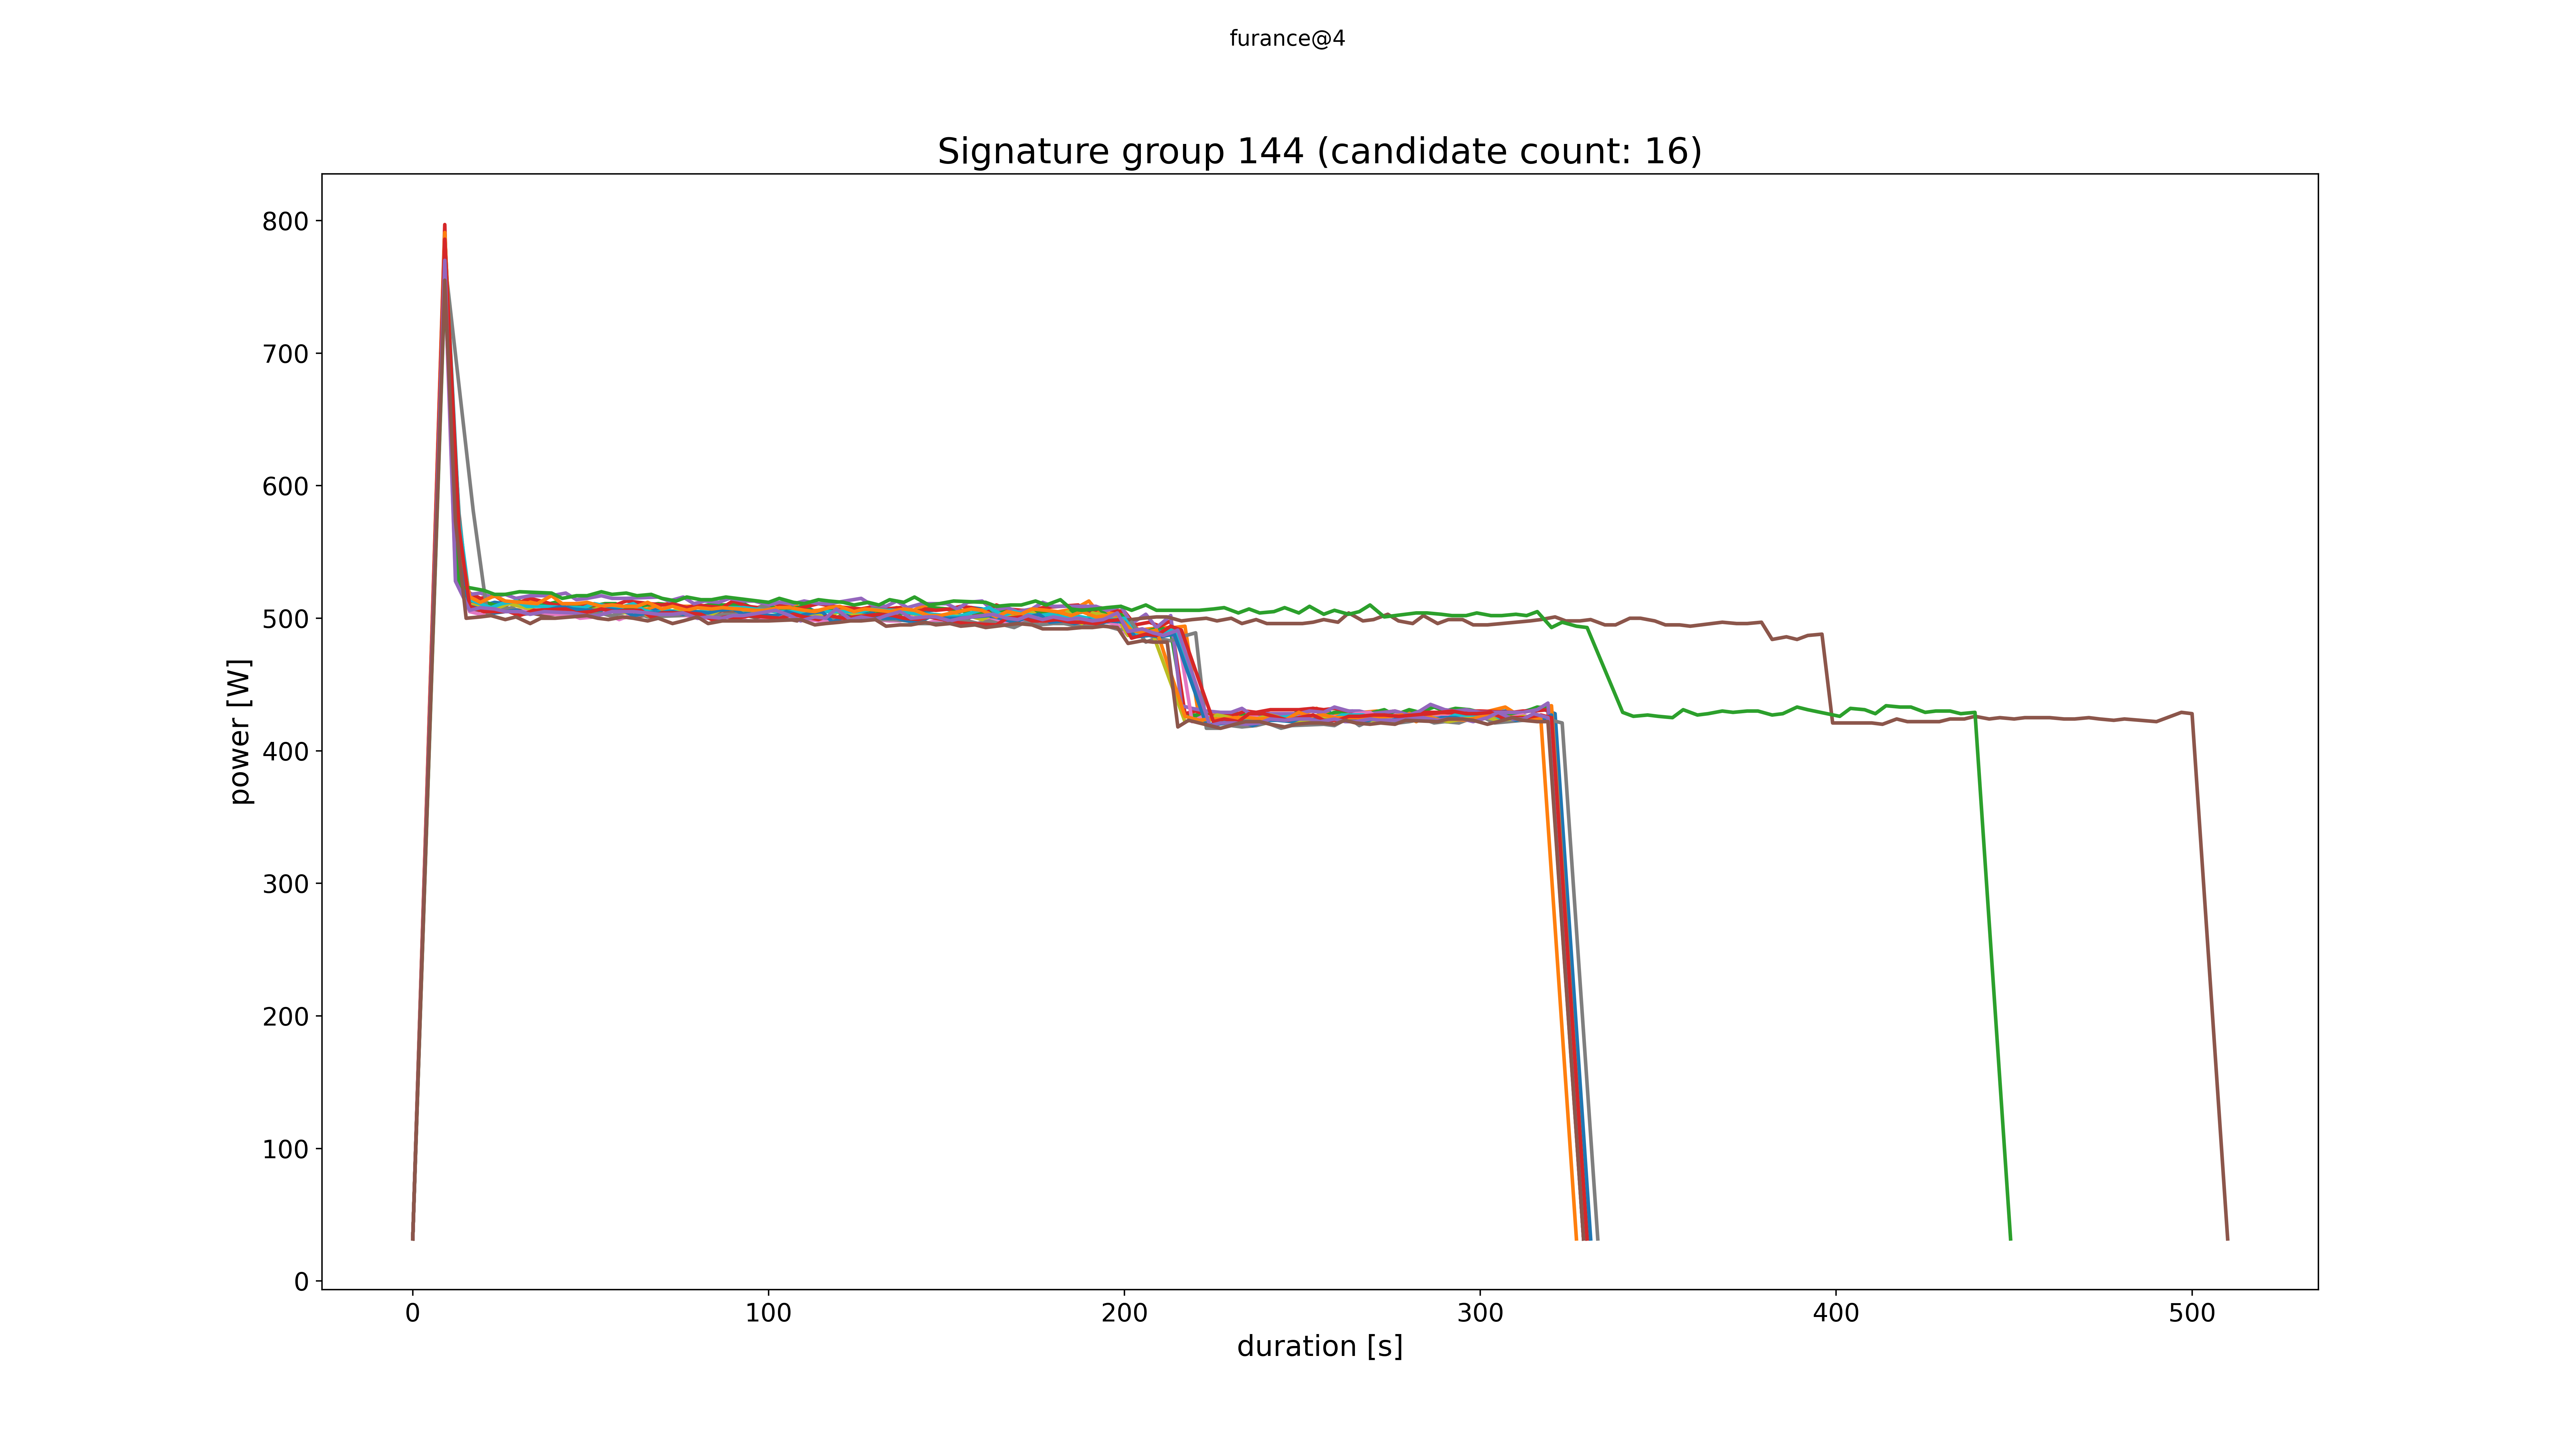 furance@4
Signature group 144 (candidate count: 16)
800
700
600
500
400
300
200
100
0
power [W]
0 100 200 300 400 500
duration [s]